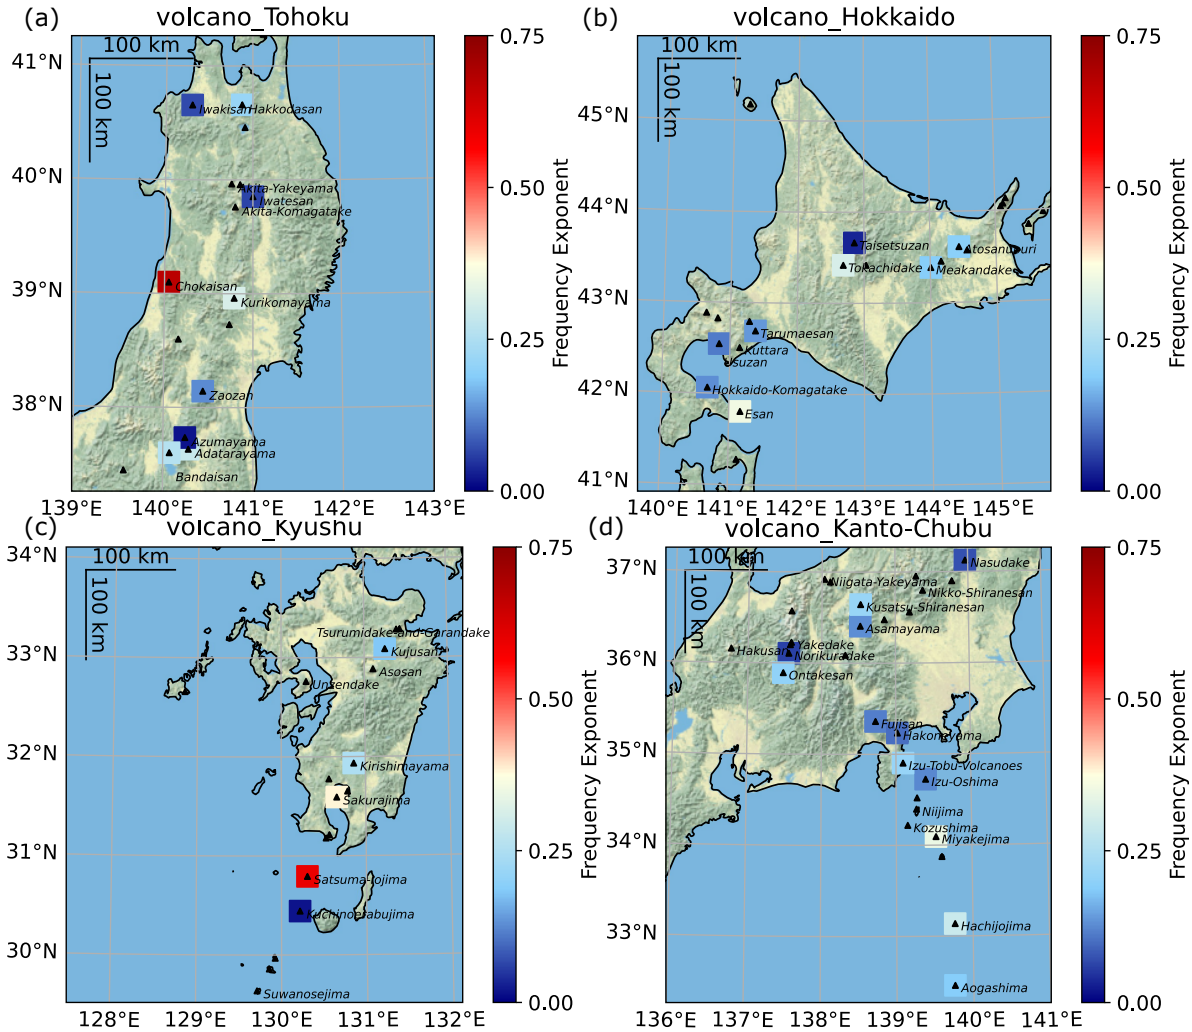 (a)
volcano_Tohoku
100 km
100 km
41°N
40°N
39°N
38°N
139°E
140°E
141°E
142°E
143°E
Iwakisan
Hakkodasan
Akita-Yakeyama
Iwatesan
Akita-Komagatake
Chokaisan
Kurikomayama
Zaozan
Azumayama
Adatarayama
Bandaisan
0.75
0.50
0.25
0.00
Frequency Exponent
(b)
volcano_Hokkaido
100 km
100 km
45°N
44°N
43°N
42°N
41°N
140°E
141°E
142°E
143°E
144°E
145°E
Taisetsuzan
Tokachidake
Atosanupuri
Meakandake
Tarumaesan
Kuttara
Usuzan
Hokkaido-Komagatake
Esan
0.75
0.50
0.25
0.00
Frequency Exponent
(c)
volcano_Kyushu
100 km
100 km
34°N
33°N
32°N
31°N
30°N
128°E
129°E
130°E
131°E
132°E
Tsurumidake-and-Garandake
Kujusan
Asosan
Unzendake
Kirishimayama
Sakurajima
Satsuma-Iojima
Kuchinoerabujima
Suwanosejima
0.75
0.50
0.25
0.00
Frequency Exponent
(d)
volcano_Kanto-Chubu
100 km
100 km
37°N
36°N
35°N
34°N
33°N
136°E
137°E
138°E
139°E
140°E
141°E
Nasudake
Niigata-Yakeyama
Nikko-Shiranesan
Kusatsu-Shiranesan
Asamayama
Hakusan
Yakedake
Norikuradake
Ontakesan
Fujisan
Hakoneyama
Izu-Tobu-Volcanoes
Izu-Oshima
Niijima
Kozushima
Miyakejima
Hachijojima
Aogashima
0.75
0.50
0.25
0.00
Frequency Exponent